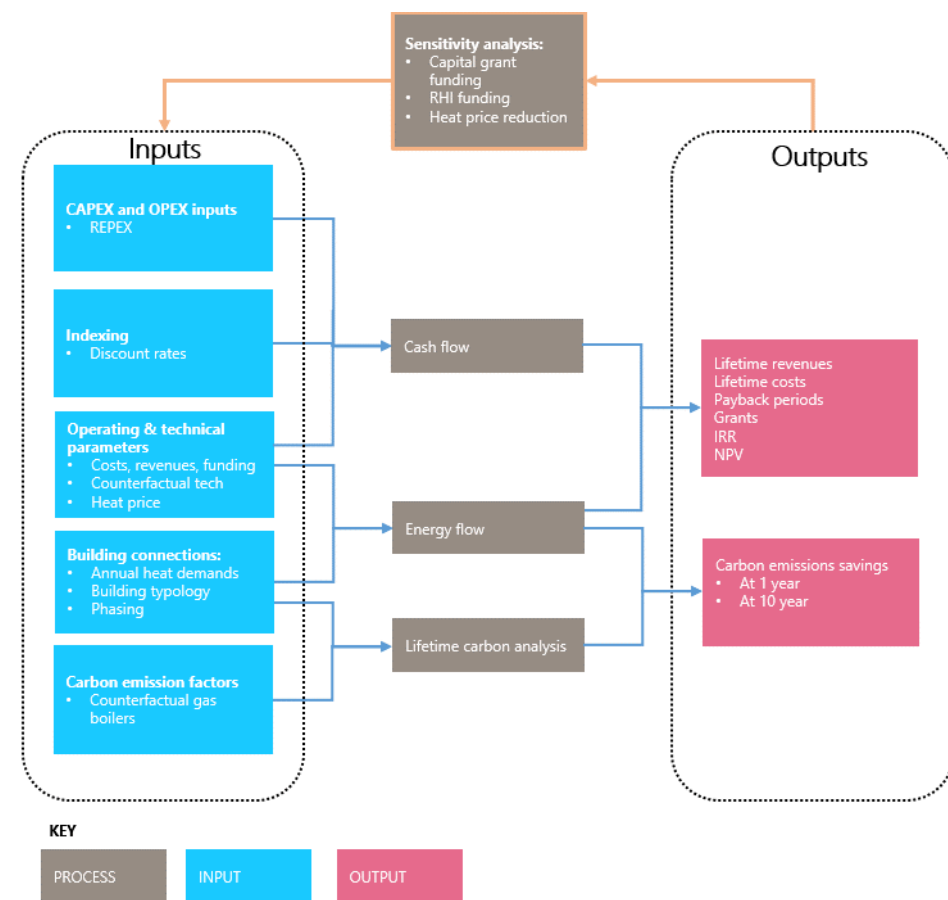 Sensitivity analysis:
• Capital grant
funding
• RHI funding
• Heat price reduction
Inputs
Outputs
CAPEX and OPEX inputs
• REPEX
Indexing
• Discount rates
Operating & technical
parameters
• Costs, revenues, funding
• Counterfactual tech
• Heat price
Building connections:
• Annual heat demands
• Building typology
• Phasing
Carbon emission factors
• Counterfactual gas
boilers
Cash flow
Energy flow
Lifetime carbon analysis
Lifetime revenues
Lifetime costs
Payback periods
Grants
IRR
NPV
Carbon emissions savings
• At 1 year
• At 10 year
KEY
PROCESS
INPUT
OUTPUT